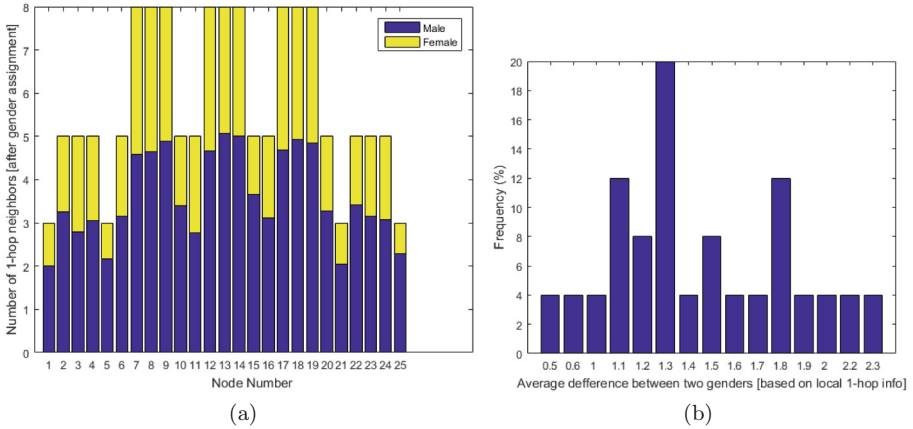 Number of 1-hop neighbors [after gender assignment]
8
7
6
5
4
3
2
1
0
Male
Female
1 2 3 4 5 6 7 8 9 10 11 12 13 14 15 16 17 18 19 20 21 22 23 24 25
Node Number
(a)
Frequency (%)
20
18
16
14
12
10
8
6
4
2
0
0.5 0.6 1 1.1 1.2 1.3 1.4 1.5 1.6 1.7 1.8 1.9 2 2.2 2.3
Average defference between two genders [based on local 1-hop info]
(b)